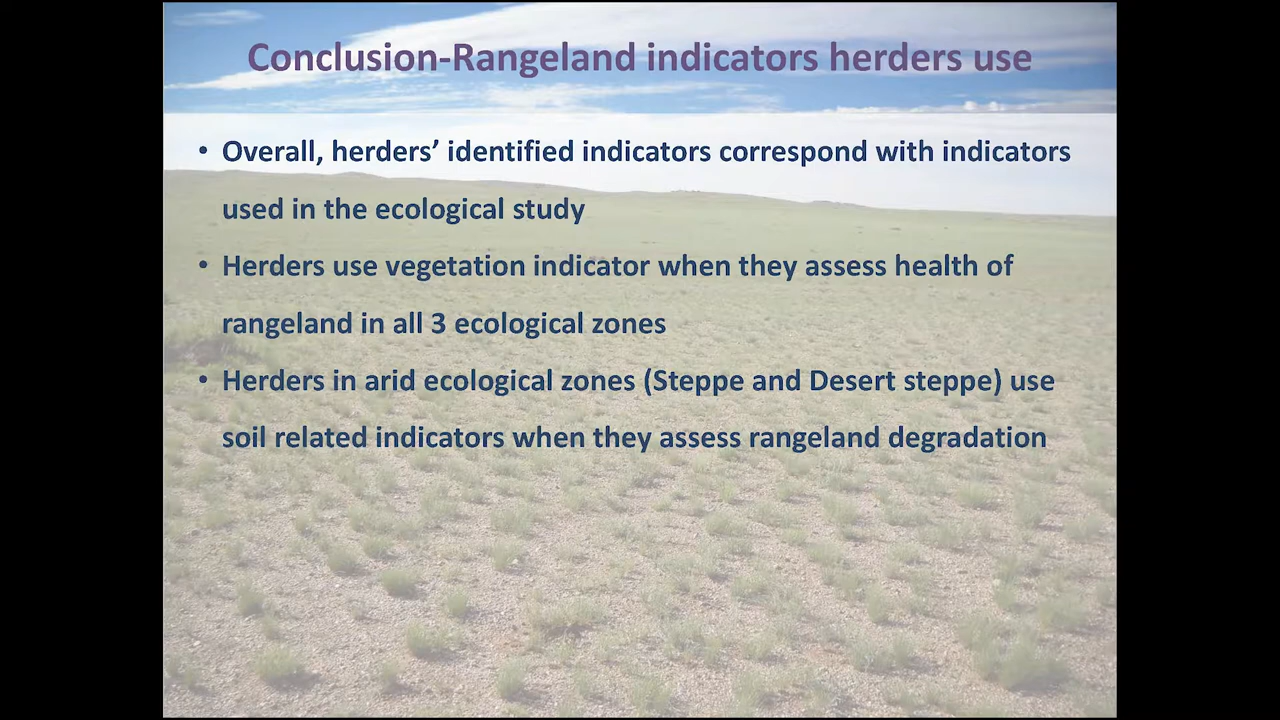 Conclusion-Rangeland indicators herders use
• Overall, herders’ identified indicators correspond with indicators
used in the ecological study
• Herders use vegetation indicator when they assess health of
rangeland in all 3 ecological zones
• Herders in arid ecological zones (Steppe and Desert steppe) use
soil related indicators when they assess rangeland degradation